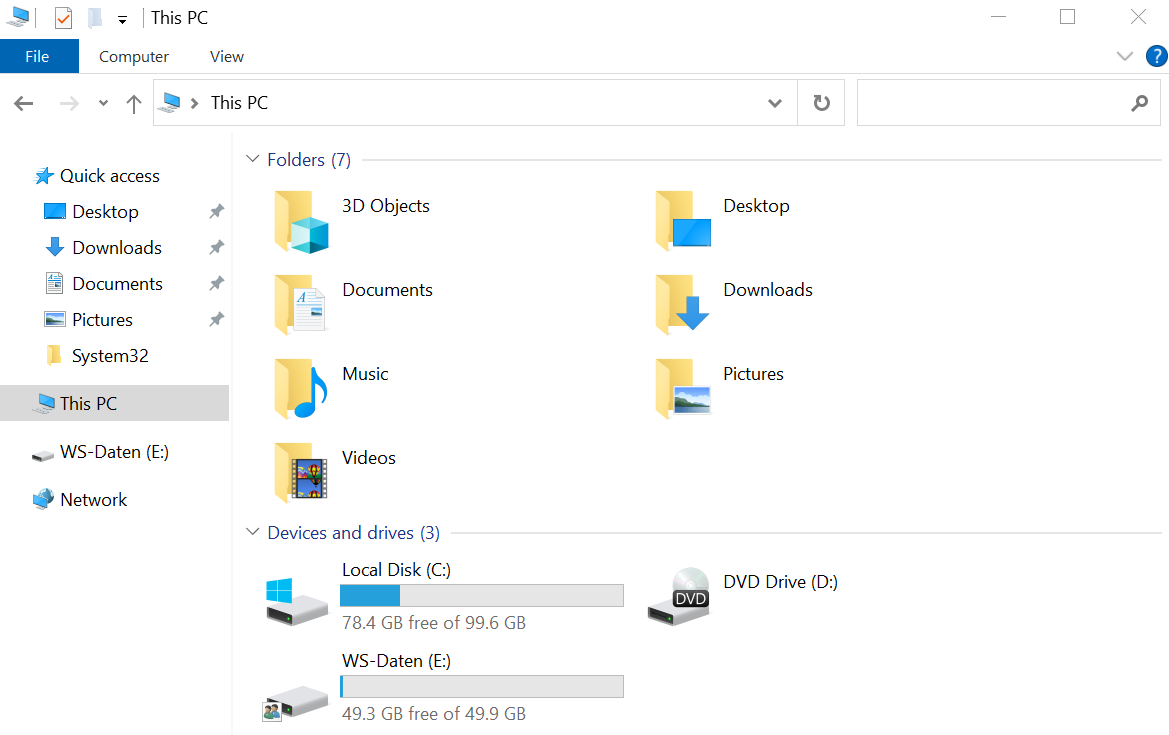 This PC
File Computer View
This PC
Quick access
Desktop
Downloads
Documents
Pictures
System32
This PC
WS-Daten (E:)
Network
Folders (7)
3D Objects
Desktop
Documents
Downloads
Music
Pictures
Videos
Devices and drives (3)
Local Disk (C:)
78.4 GB free of 99.6 GB
DVD
DVD Drive (D:)
WS-Daten (E:)
49.3 GB free of 49.9 GB